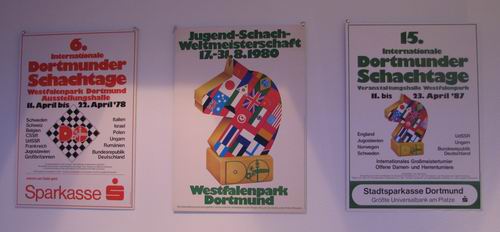 6.
Internationale
Dortmunder
Schachtage
Westfalenpark Dortmund
Ausstellungshalle
11. April bis 22. April '78
Schweden
Schweiz
Belgien
CSSR
UdSSR
Frankreich
Jugoslavien
Großbritannien
Italien
Israel
Polen
Ungarn
Rumänien
Bundesrepublik
Deutschland
Sparkasse
Jugend-Schach-
Weltmeisterschaft
17.-31.8.1980
Westfalenpark
Dortmund
15.
Internationale
Dortmunder
Schachtage
Veranstaltungshalle Westfalenpark
11. bis 23. April '87
England
Jugoslavien
Norwegen
Schweden
UdSSR
Ungarn
Bundesrepublik
Deutschland
Internationales Großmeisterturnier
Offene Damen- und Herrenturniere
Stadtsparkasse Dortmund
Größte Universalbank am Platze